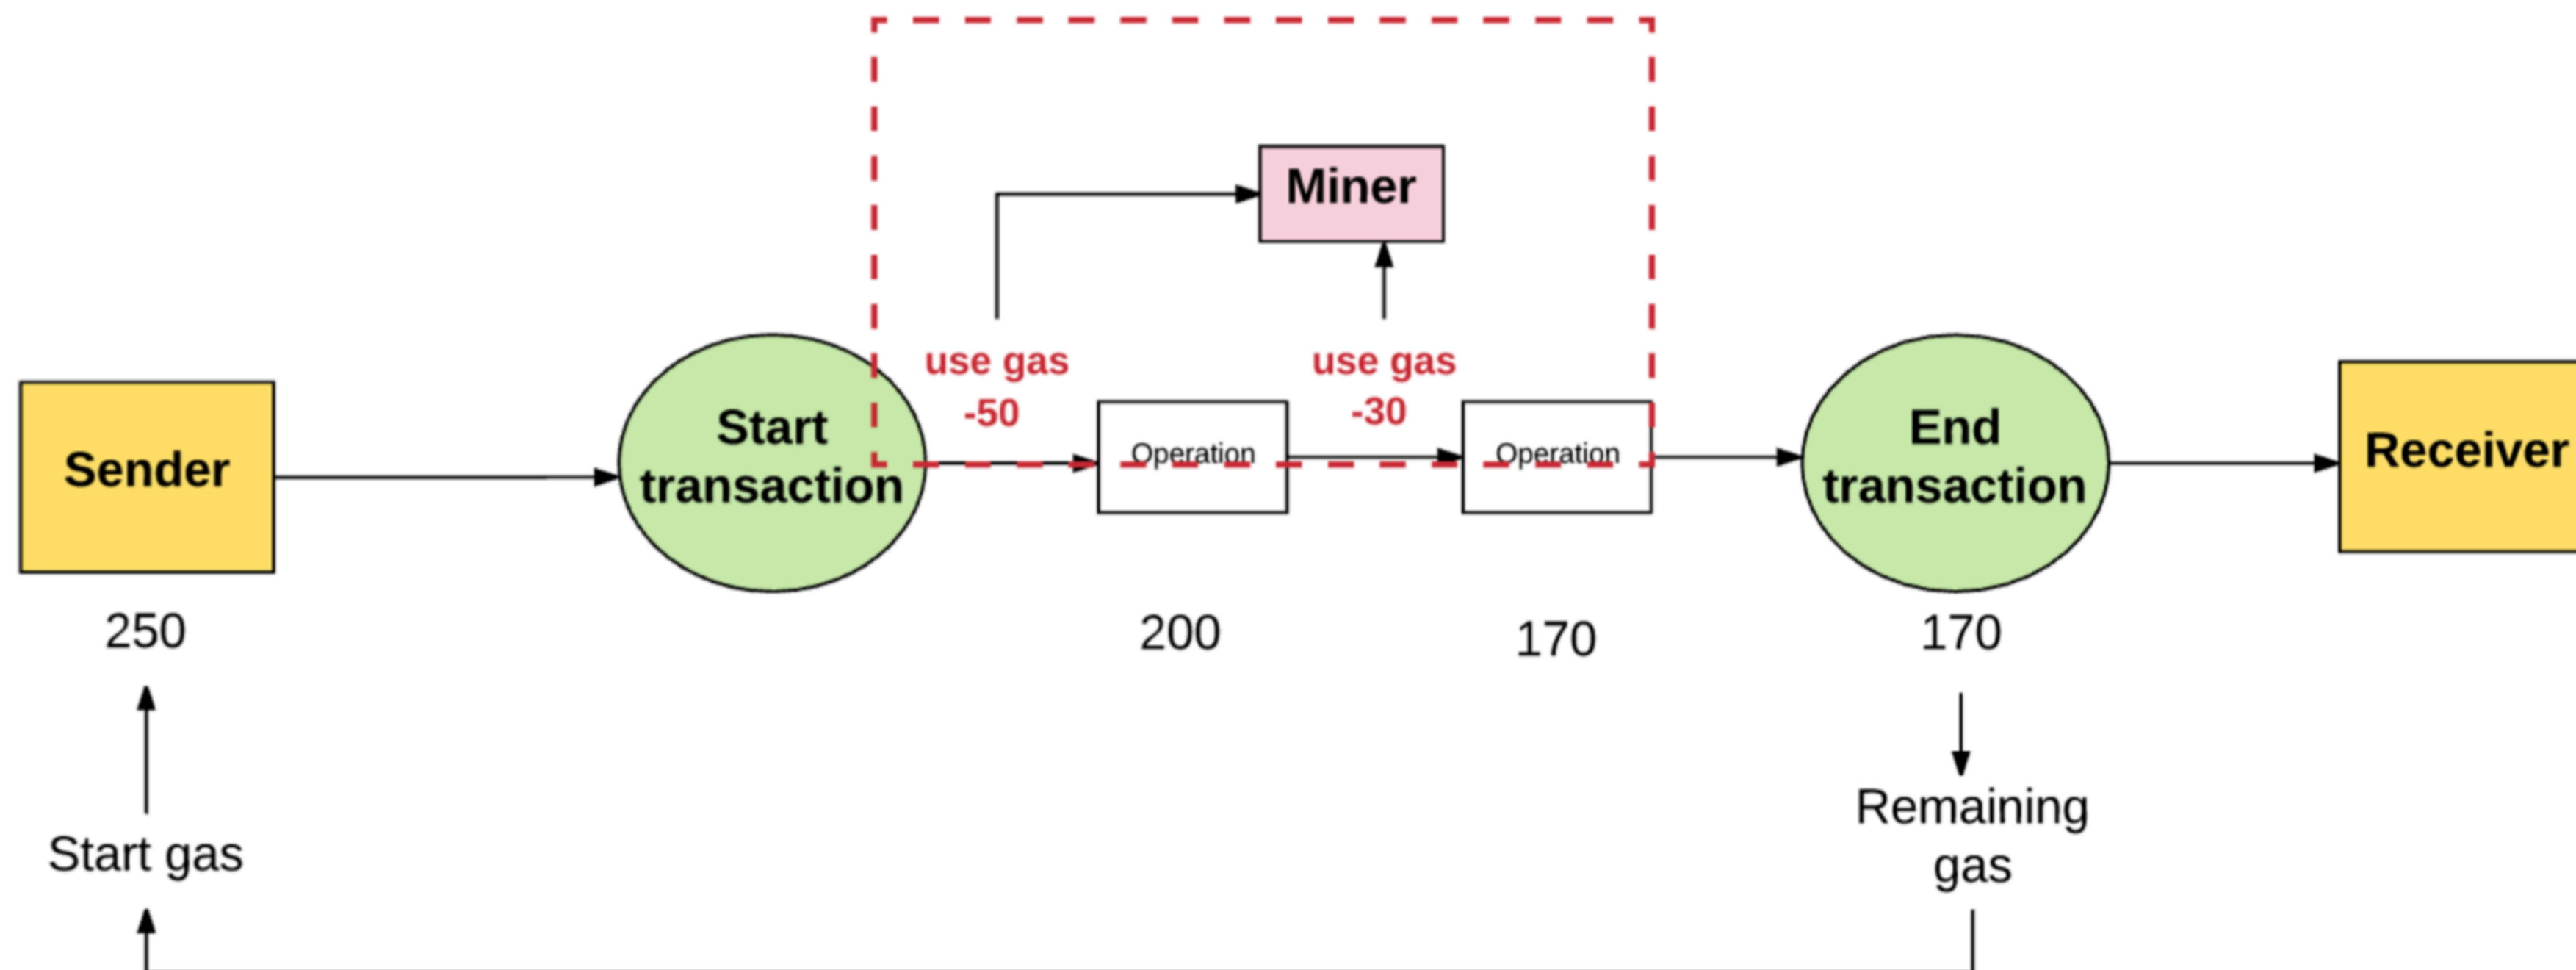 Miner
use gas
-50
use gas
-30
Sender
Start
transaction
Operation
Operation
End
transaction
Receiver
250
200
170
170
Start gas
Remaining
gas